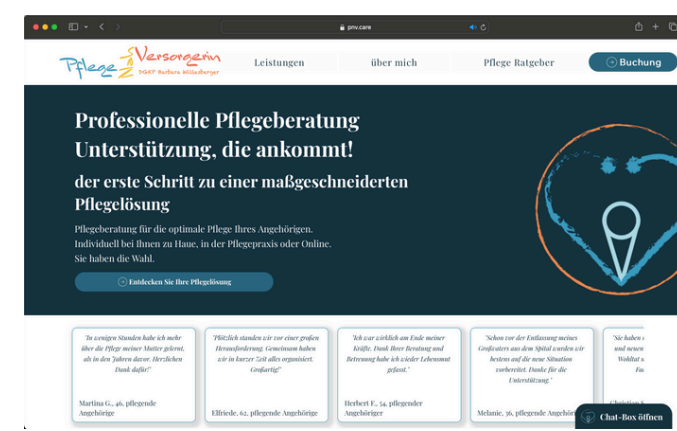 pnv.care
Pflege
Versorgerin
DGKP Barbara
Leistungen
über mich
Pflege Ratgeber
Buchung
Professionelle Pflegeberatung
Unterstützung, die ankommt!
der erste Schritt zu einer maßgeschneiderten
Pflegelösung
Pflegeberatung für die optimale Pflege Ihres Angehörigen.
Individuell bei Ihnen zu Haue, in der Pflegepraxis oder Online.
Sie haben die Wahl.
Entdecken Sie Ihre Pflegelösung
"In wenigen Stunden habe ich mehr
über die Pflege meiner Mutter gelernt,
als in den Jahren davor. Herzlichen
Dank dafür!"
Martina G., 46, pflegende
Angehörige
"Plötzlich standen wir vor einer großen
Herausforderung. Gemeinsam haben
wir in kurzer Zeit alles organisiert.
Großartig!"
Elfriede, 62, pflegende Angehörige
"Ich war wirklich am Ende meiner
Kräfte. Dank Ihrer Beratung und
Betreuung habe ich wieder Lebensmut
gefasst."
Herbert F., 54, pflegender
Angehöriger
"Schon vor der Entlassung meines
Großvaters aus dem Spital wurden wir
bestens auf die neue Situation
vorbereitet. Danke für die
Unterstützung."
Melanie, 36, pflegende
"Sie haben
und neuen
Wohltat
Chat-Box öffnen